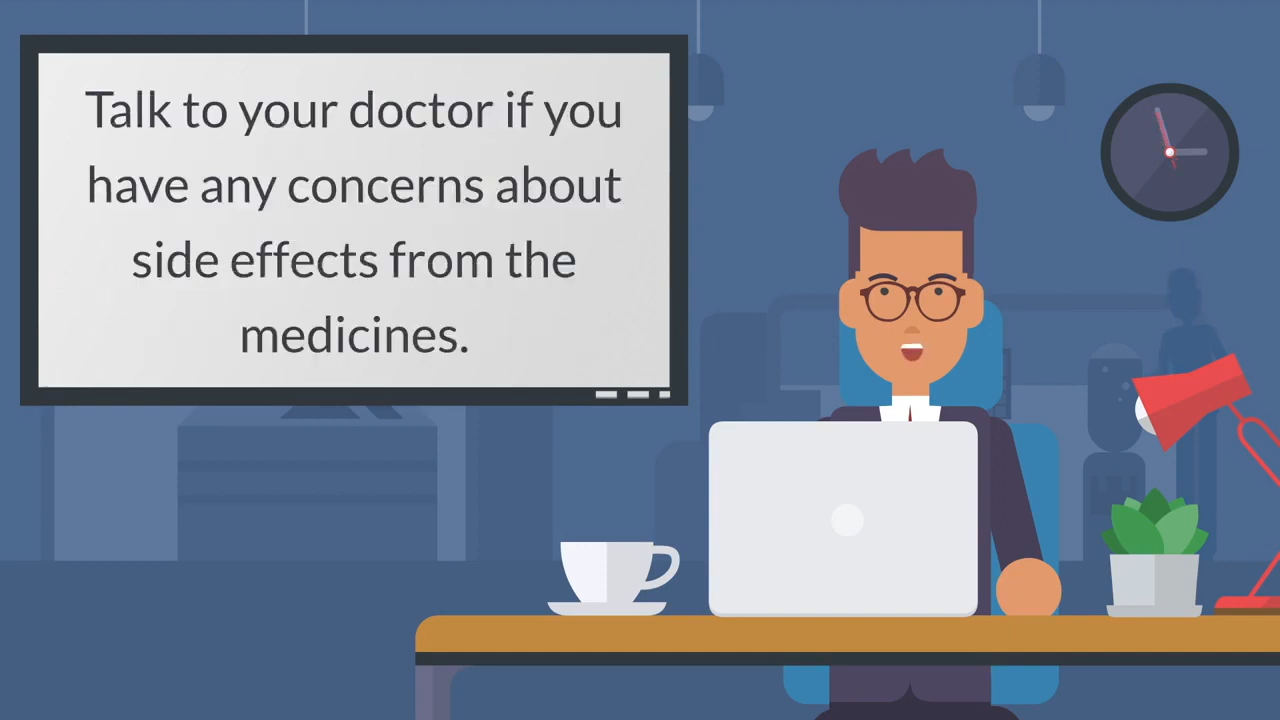 Talk to your doctor if you
have any concerns about
side effects from the
medicines.